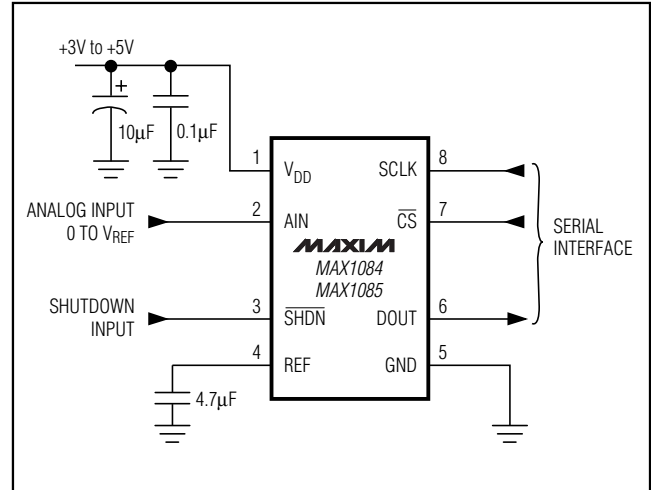 +3V to +5V
10μF
0.1μF
1
VDD
SCLK
8
ANALOG INPUT
0 TO VREF
2
AIN
CS
7
MAXIM
MAX1084
MAX1085
SERIAL
INTERFACE
SHUTDOWN
INPUT
3
SHDN
DOUT
6
4
REF
GND
5
4.7μF